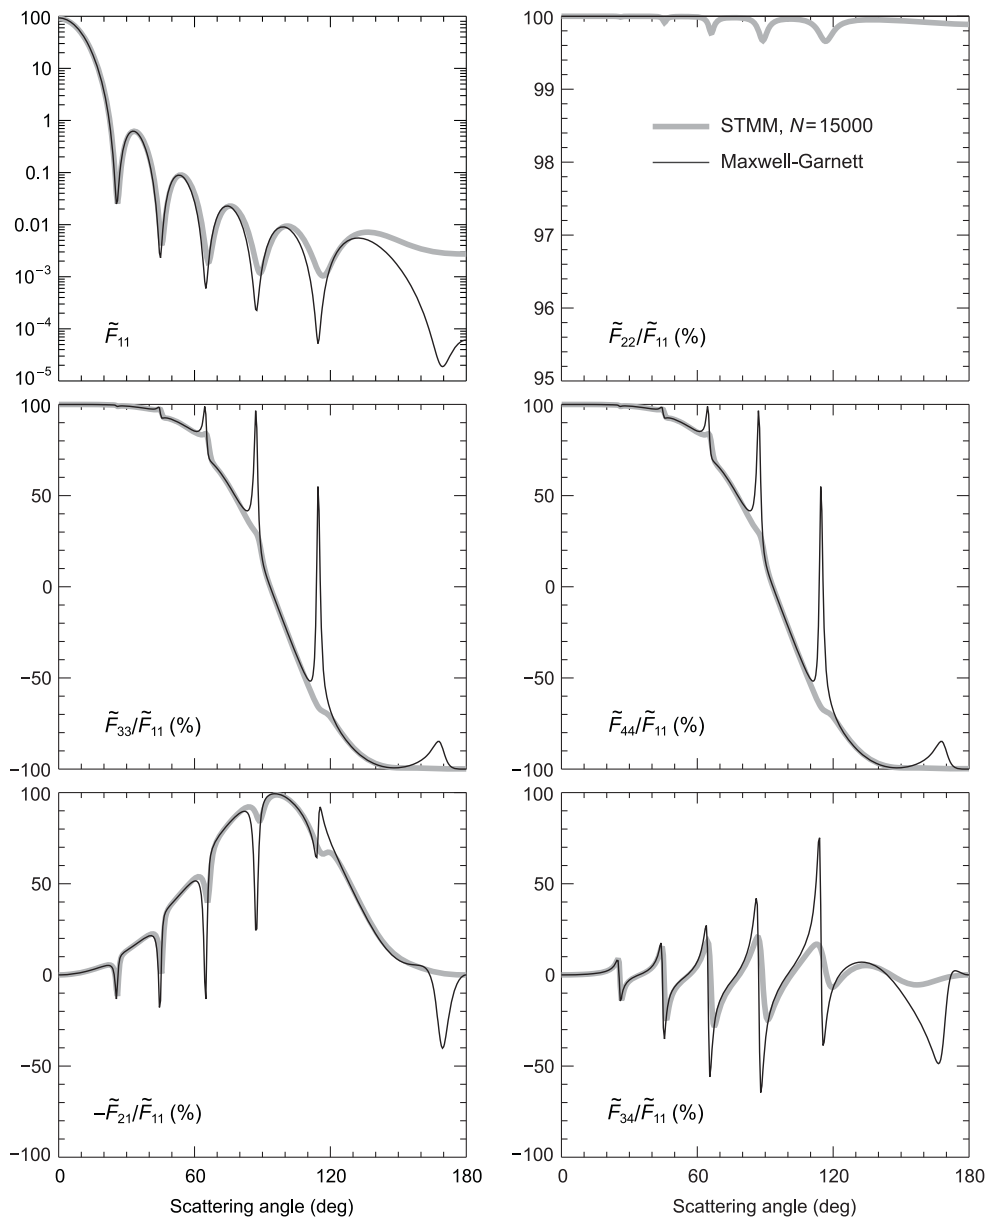 100
10
1
0.1
0.01
10⁻³
10⁻⁴
10⁻⁵
F̃₁₁
100
99
98
97
96
95
STMM, N=15000
Maxwell-Garnett
F̃₂₂/F̃₁₁ (%)
100
50
0
−50
−100
F̃₃₃/F̃₁₁ (%)
100
50
0
−50
−100
F̃₄₄/F̃₁₁ (%)
100
50
0
−50
−100
−F̃₂₁/F̃₁₁ (%)
0 60 120 180
Scattering angle (deg)
100
50
0
−50
−100
F̃₃₄/F̃₁₁ (%)
0 60 120 180
Scattering angle (deg)